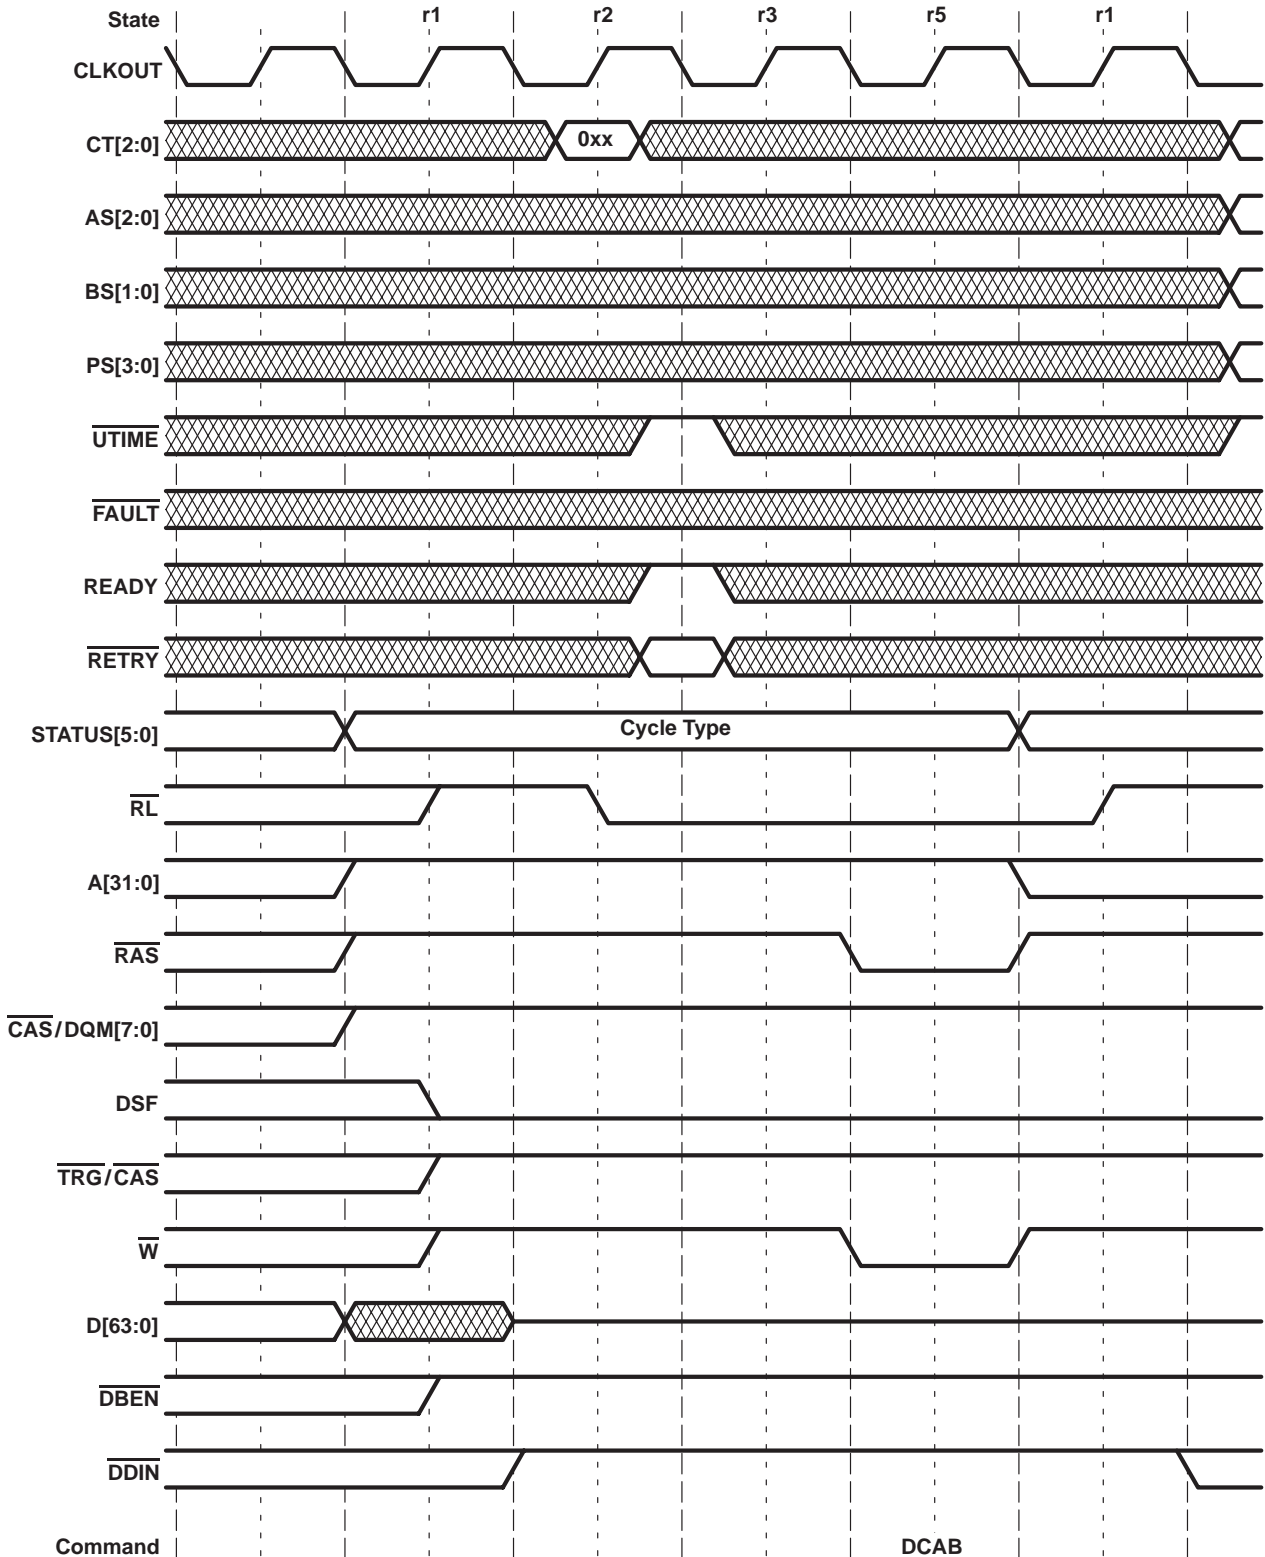 State r1 r2 r3 r5 r1
CLKOUT
CT[2:0] 0xx
AS[2:0]
BS[1:0]
PS[3:0]
UTIME
FAULT
READY
RETRY
STATUS[5:0] Cycle Type
RL
A[31:0]
RAS
CAS/DQM[7:0]
DSF
TRG/CAS
W
D[63:0]
DBEN
DDIN
Command DCAB